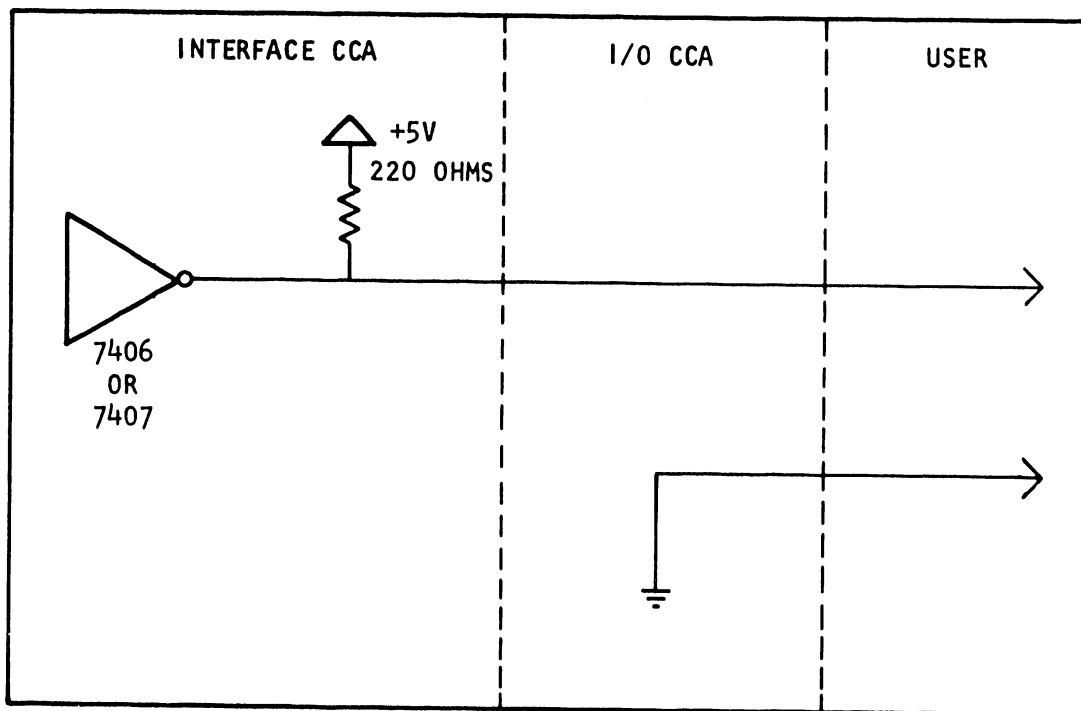 INTERFACE CCA
I/O CCA
USER
+5V
220 OHMS
7406
OR
7407